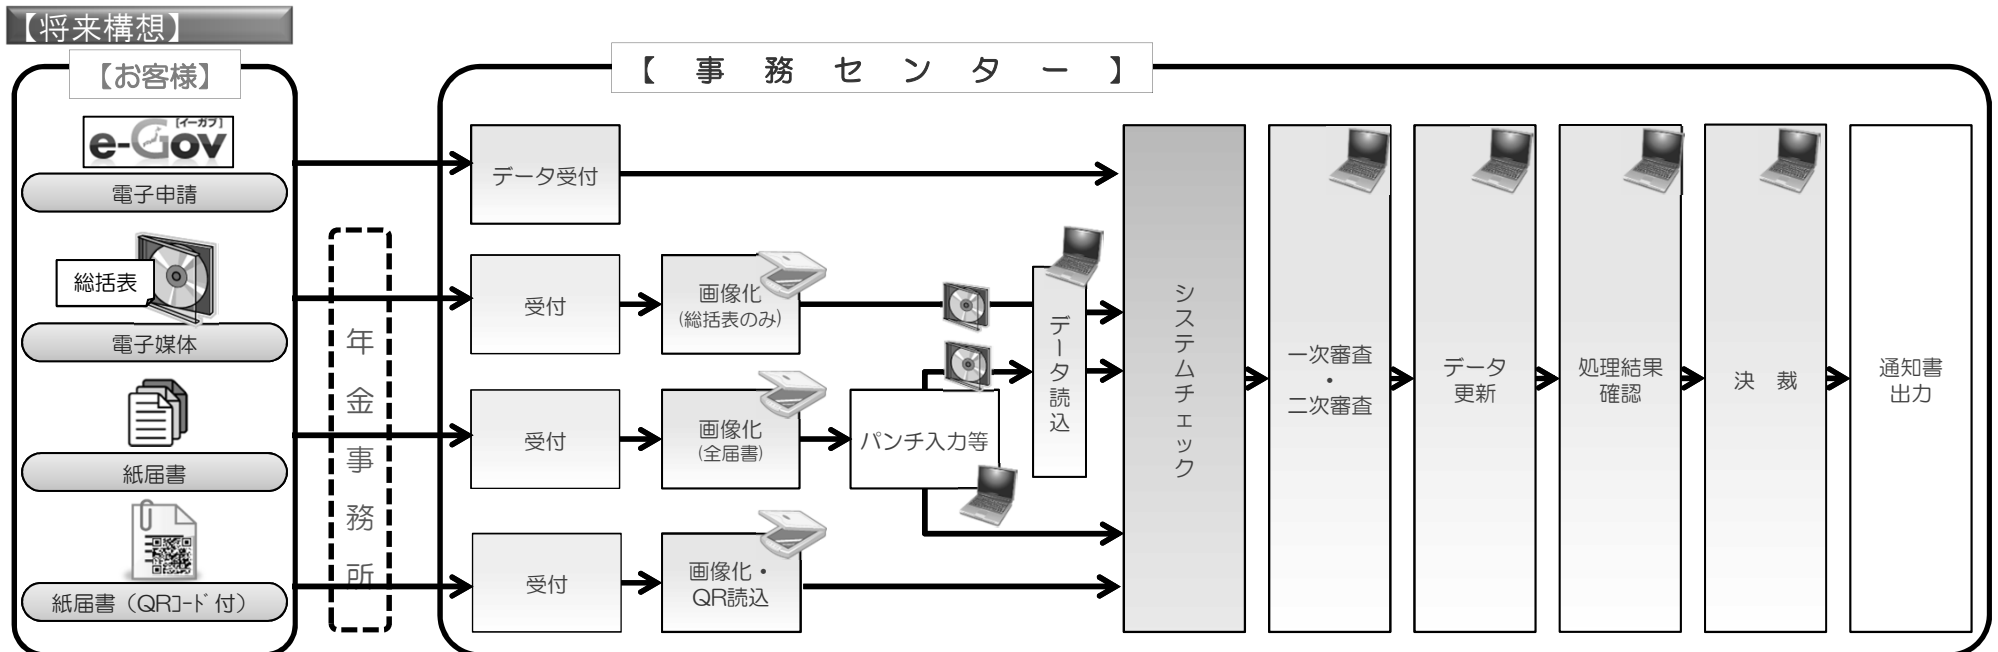 【将来構想】
【お客様】
【事務センター】
[イーガブ]
e-Gov
電子申請
総括表
電子媒体
紙届書
紙届書（QRｺｰﾄﾞ付）
年金事務所
データ受付
受付
画像化
(総括表のみ)
受付
画像化
(全届書)
パンチ入力等
データ読込
受付
画像化・
QR読込
システムチェック
一次審査
・
二次審査
データ
更新
処理結果
確認
決　裁
通知書
出力